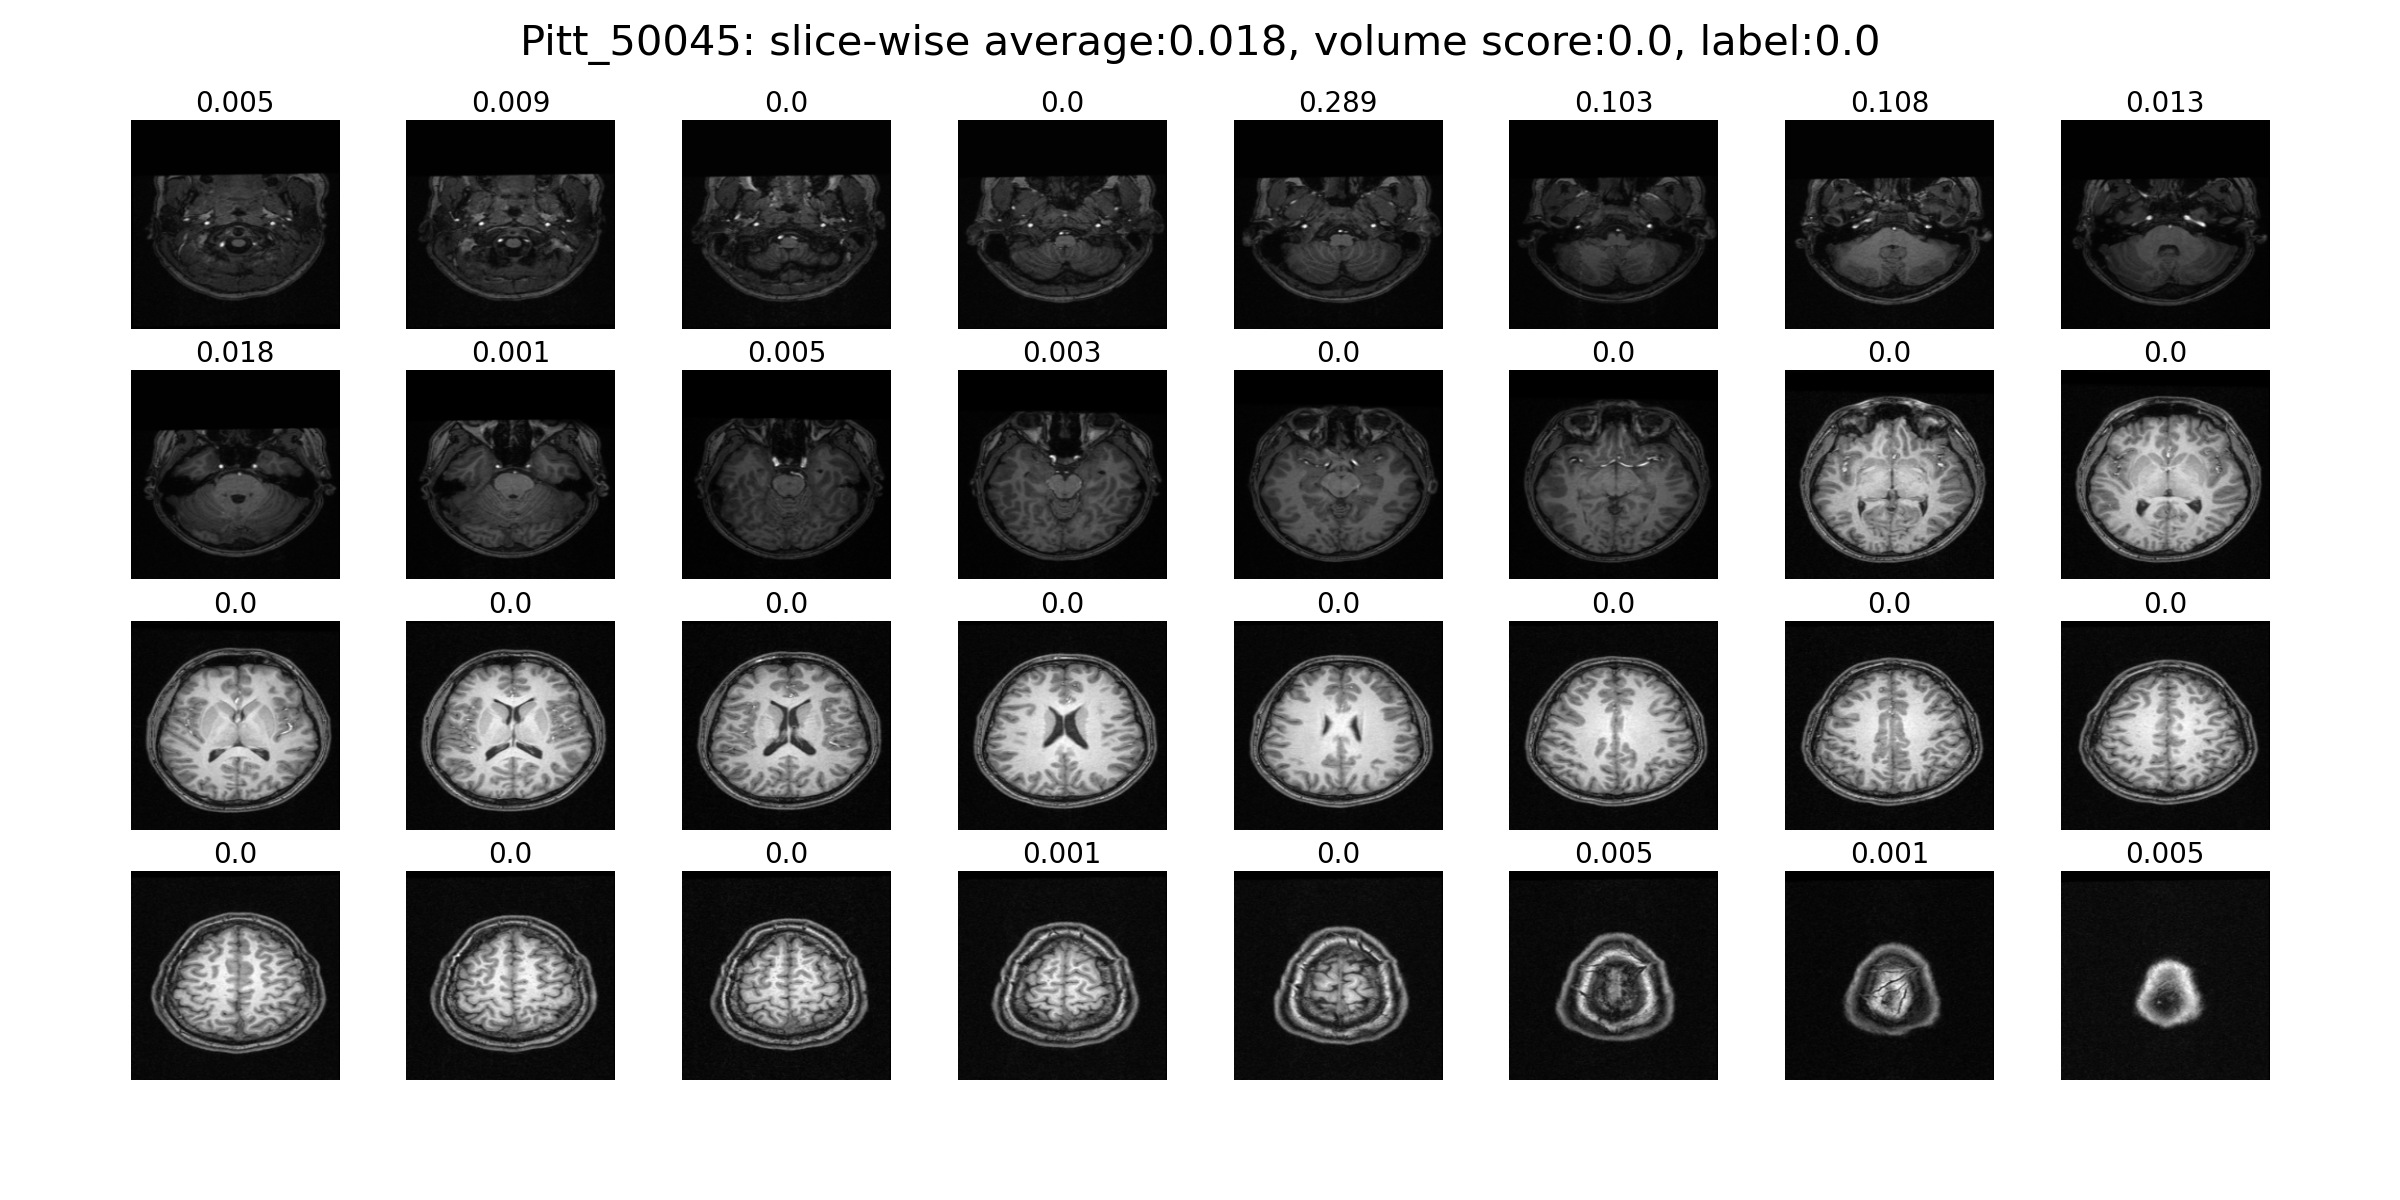 Pitt_50045: slice-wise average:0.018, volume score:0.0, label:0.0
0.005 0.009 0.0 0.0 0.289 0.103 0.108 0.013
0.018 0.001 0.005 0.003 0.0 0.0 0.0 0.0
0.0 0.0 0.0 0.0 0.0 0.0 0.0 0.0
0.0 0.0 0.0 0.001 0.0 0.005 0.001 0.005